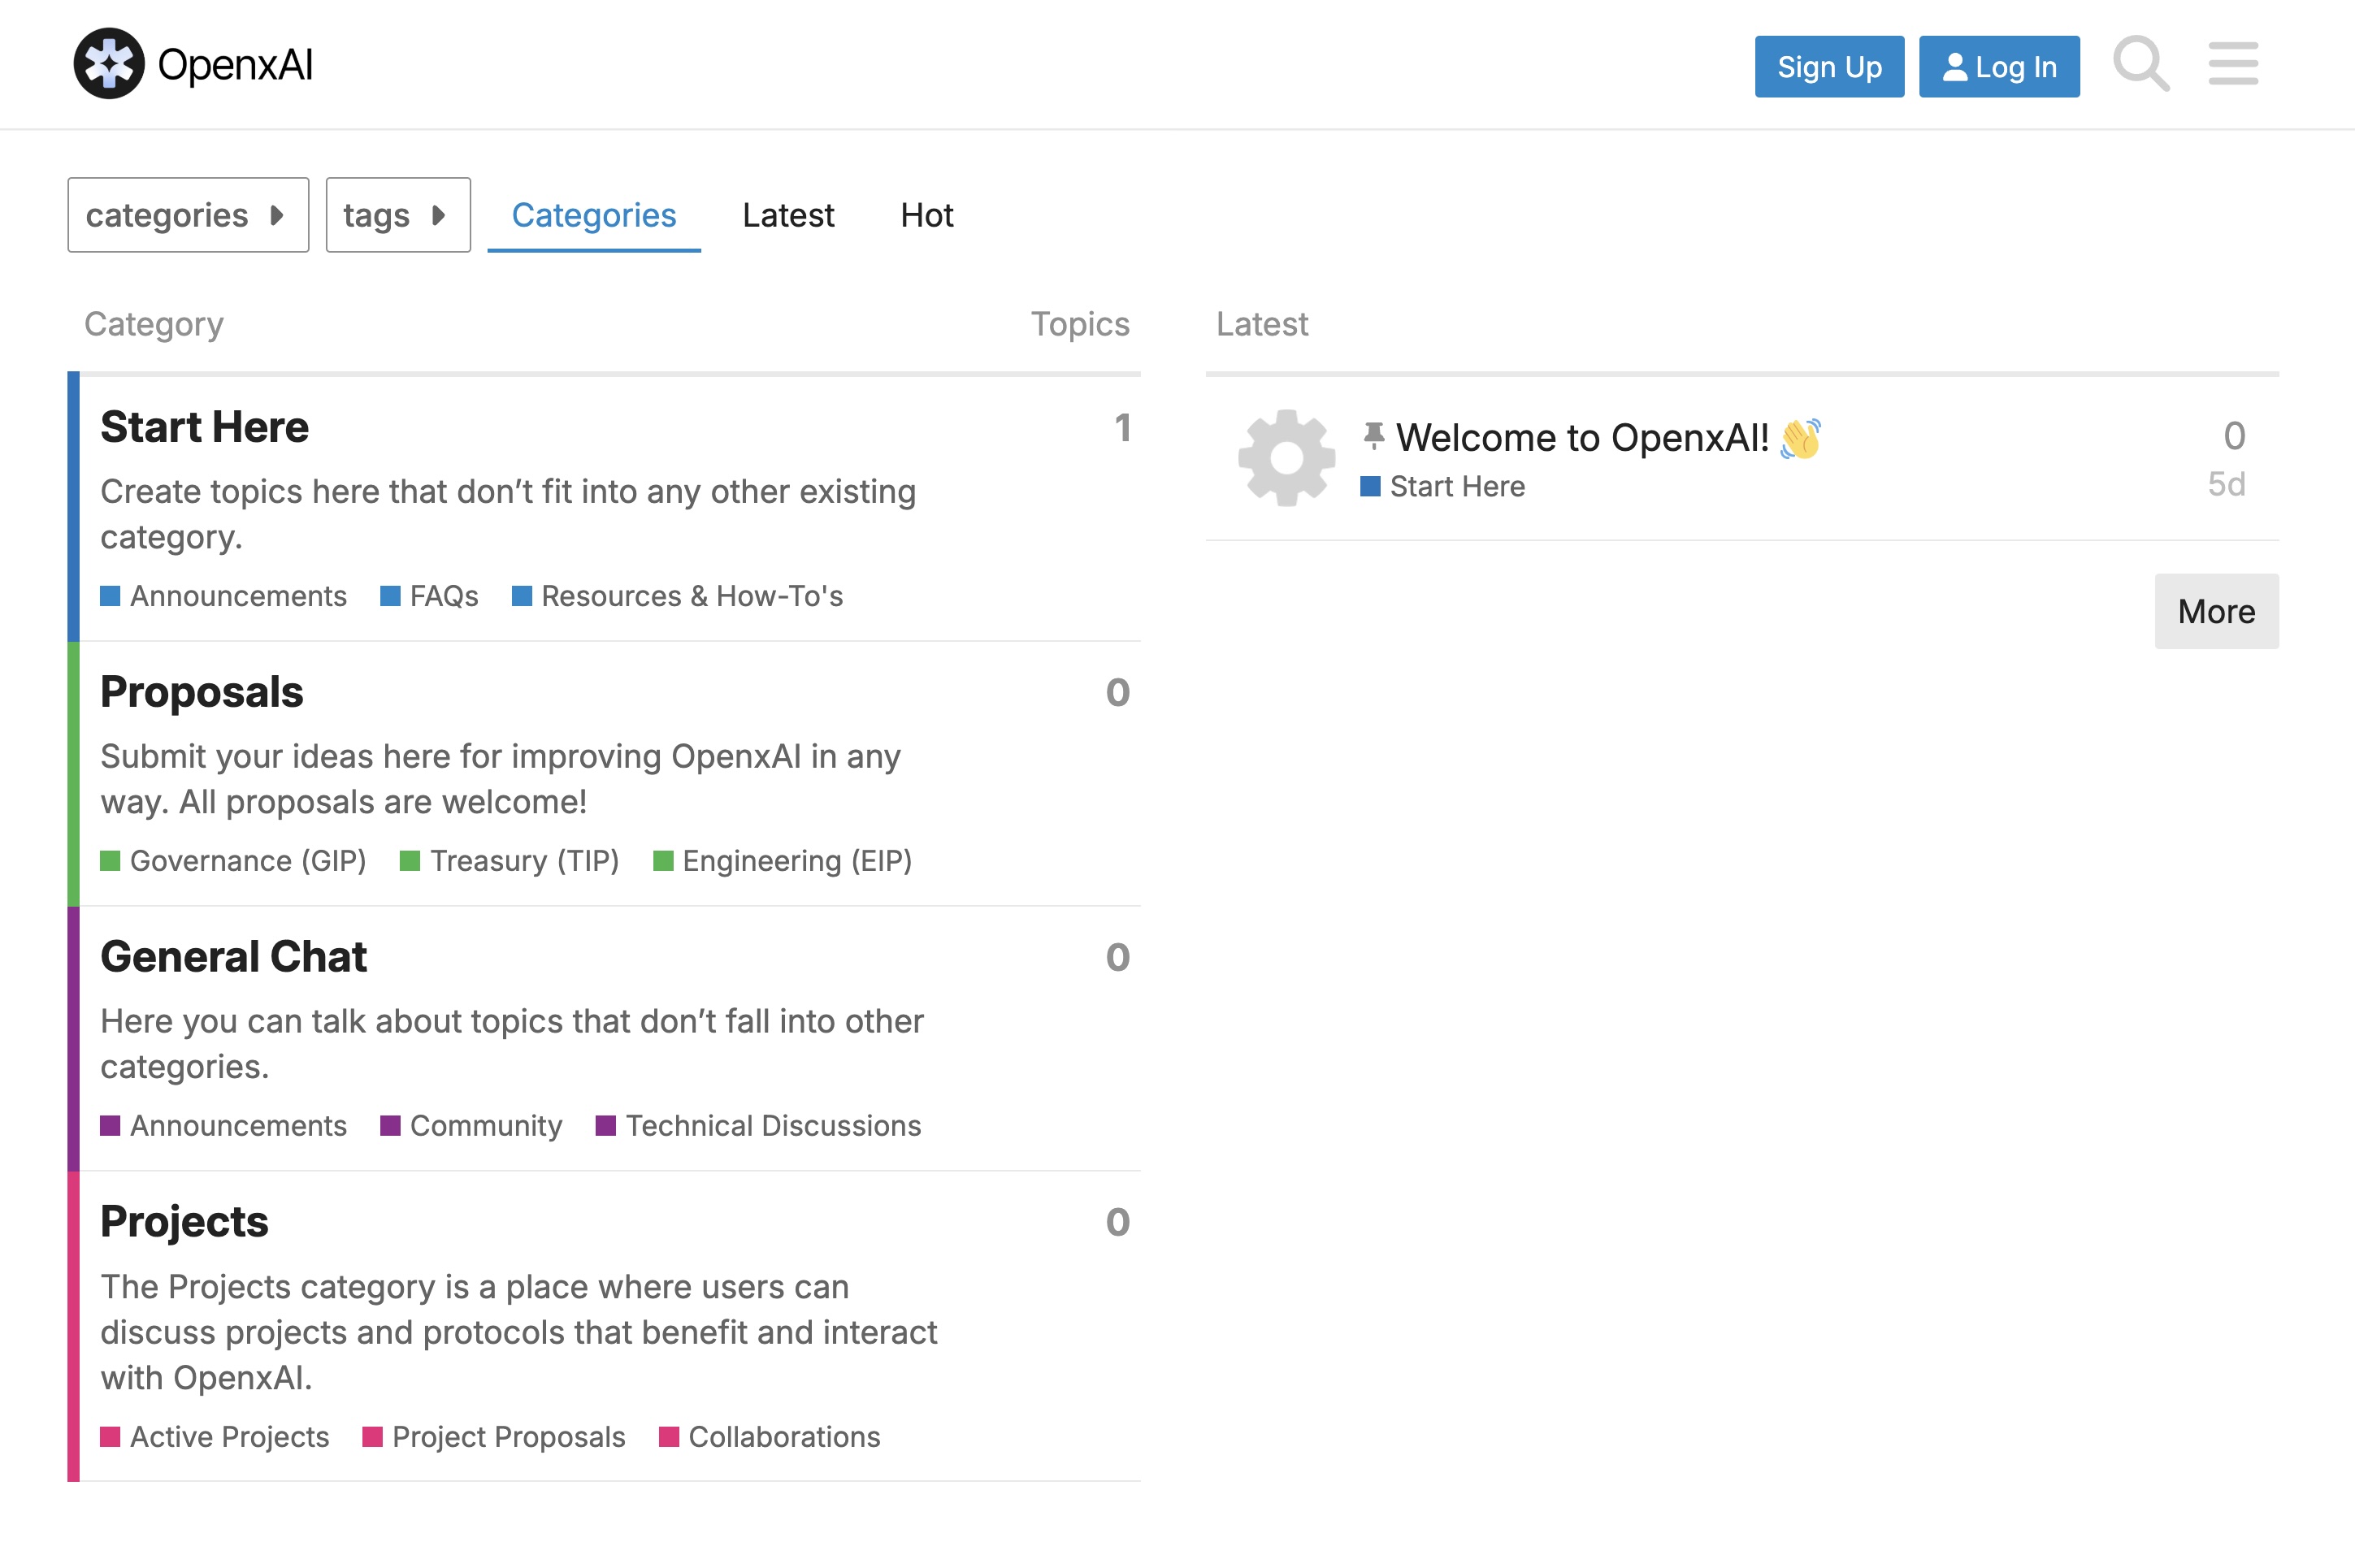 OpenxAI
Sign Up
Log In
categories
tags
Categories
Latest
Hot
Category
Topics
Start Here
1
Create topics here that don’t fit into any other existing
category.
Announcements
FAQs
Resources & How-To's
Proposals
0
Submit your ideas here for improving OpenxAI in any
way. All proposals are welcome!
Governance (GIP)
Treasury (TIP)
Engineering (EIP)
General Chat
0
Here you can talk about topics that don’t fall into other
categories.
Announcements
Community
Technical Discussions
Projects
0
The Projects category is a place where users can
discuss projects and protocols that benefit and interact
with OpenxAI.
Active Projects
Project Proposals
Collaborations
Latest
Welcome to OpenxAI! 👋
0
Start Here
5d
More